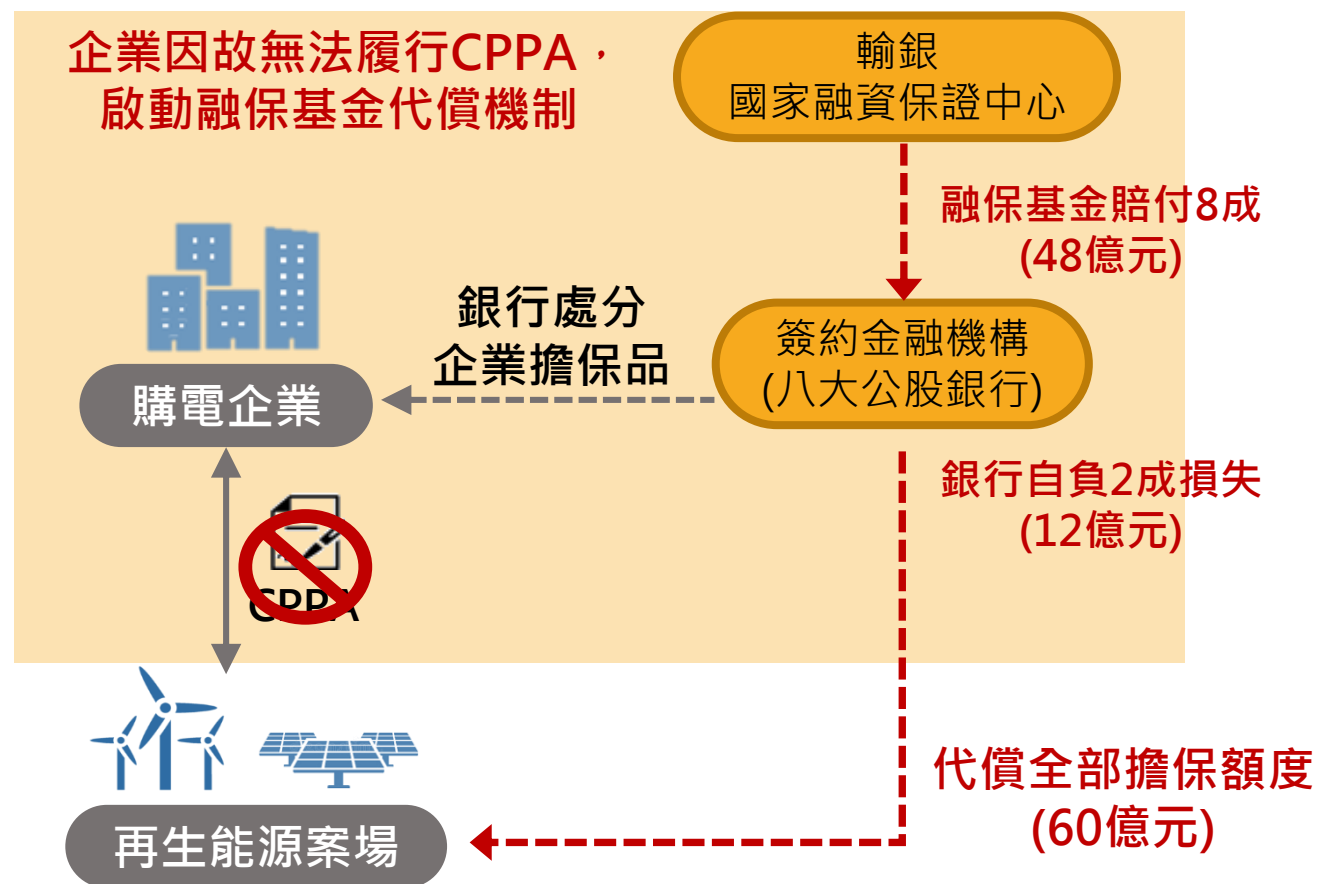 企業因故無法履行CPPA，
啟動融保基金代償機制
輸銀
國家融資保證中心
融保基金賠付8成
(48億元)
銀行處分
企業擔保品
簽約金融機構
(八大公股銀行)
購電企業
銀行自負2成損失
(12億元)
CPPA
代償全部擔保額度
(60億元)
再生能源案場